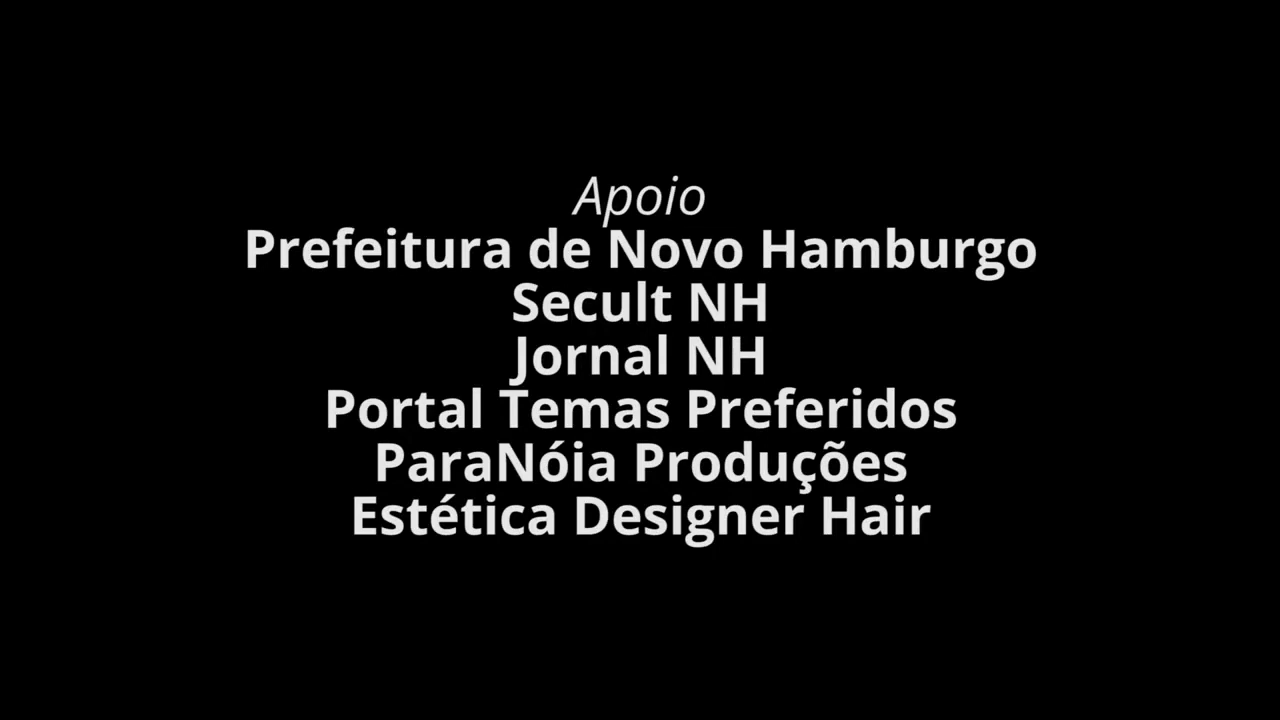 Apoio
Prefeitura de Novo Hamburgo
Secult NH
Jornal NH
Portal Temas Preferidos
ParaNóia Produções
Estética Designer Hair